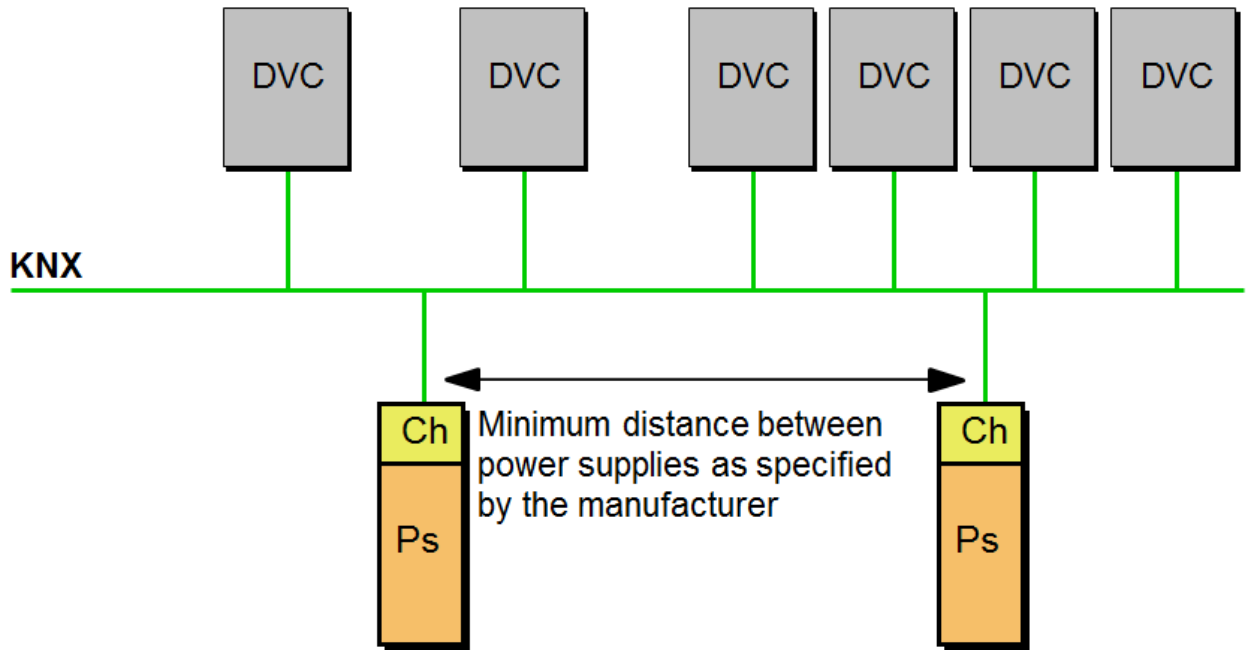 DVC
DVC
DVC
DVC
DVC
DVC
KNX
Ch
Minimum distance between
power supplies as specified
by the manufacturer
Ch
Ps
Ps